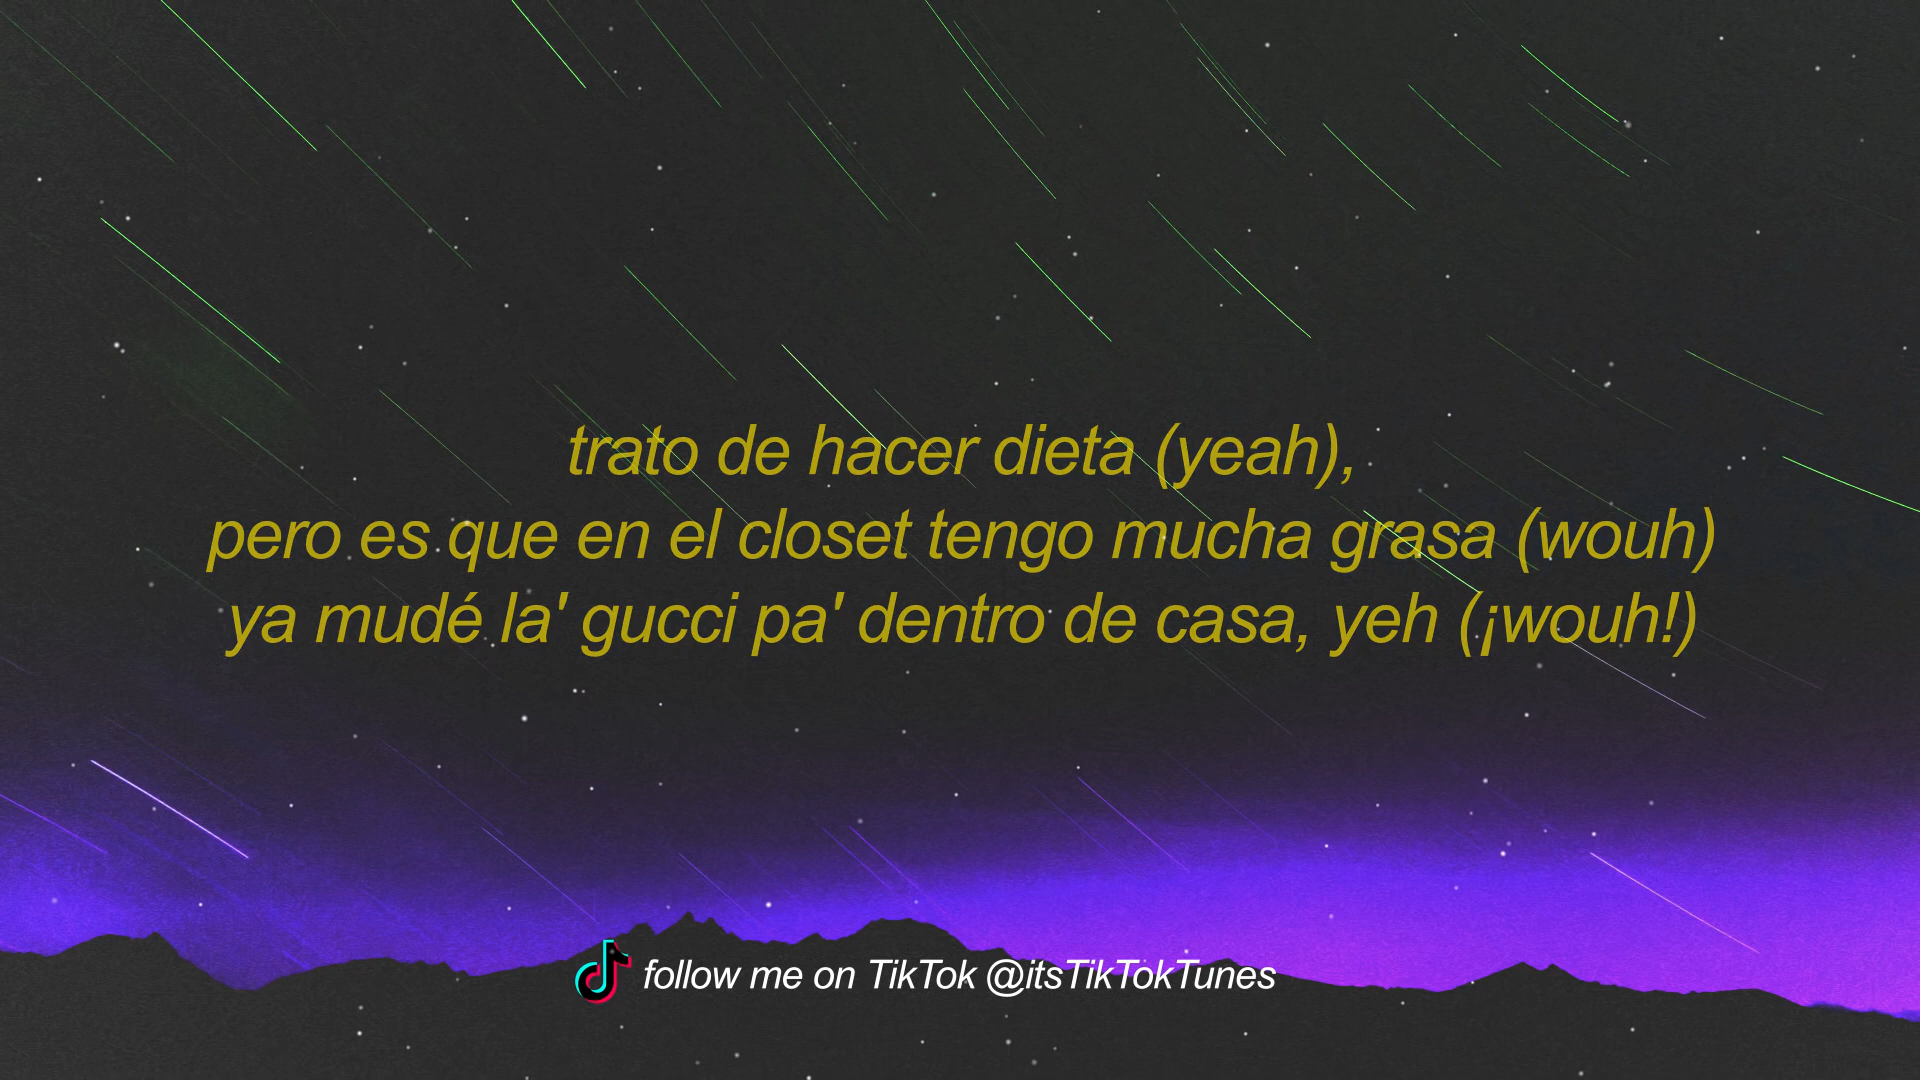 trato de hacer dieta (yeah),
pero es que en el closet tengo mucha grasa (wouh)
ya mudé la' gucci pa' dentro de casa, yeh (¡wouh!)
follow me on TikTok @itsTikTokTunes